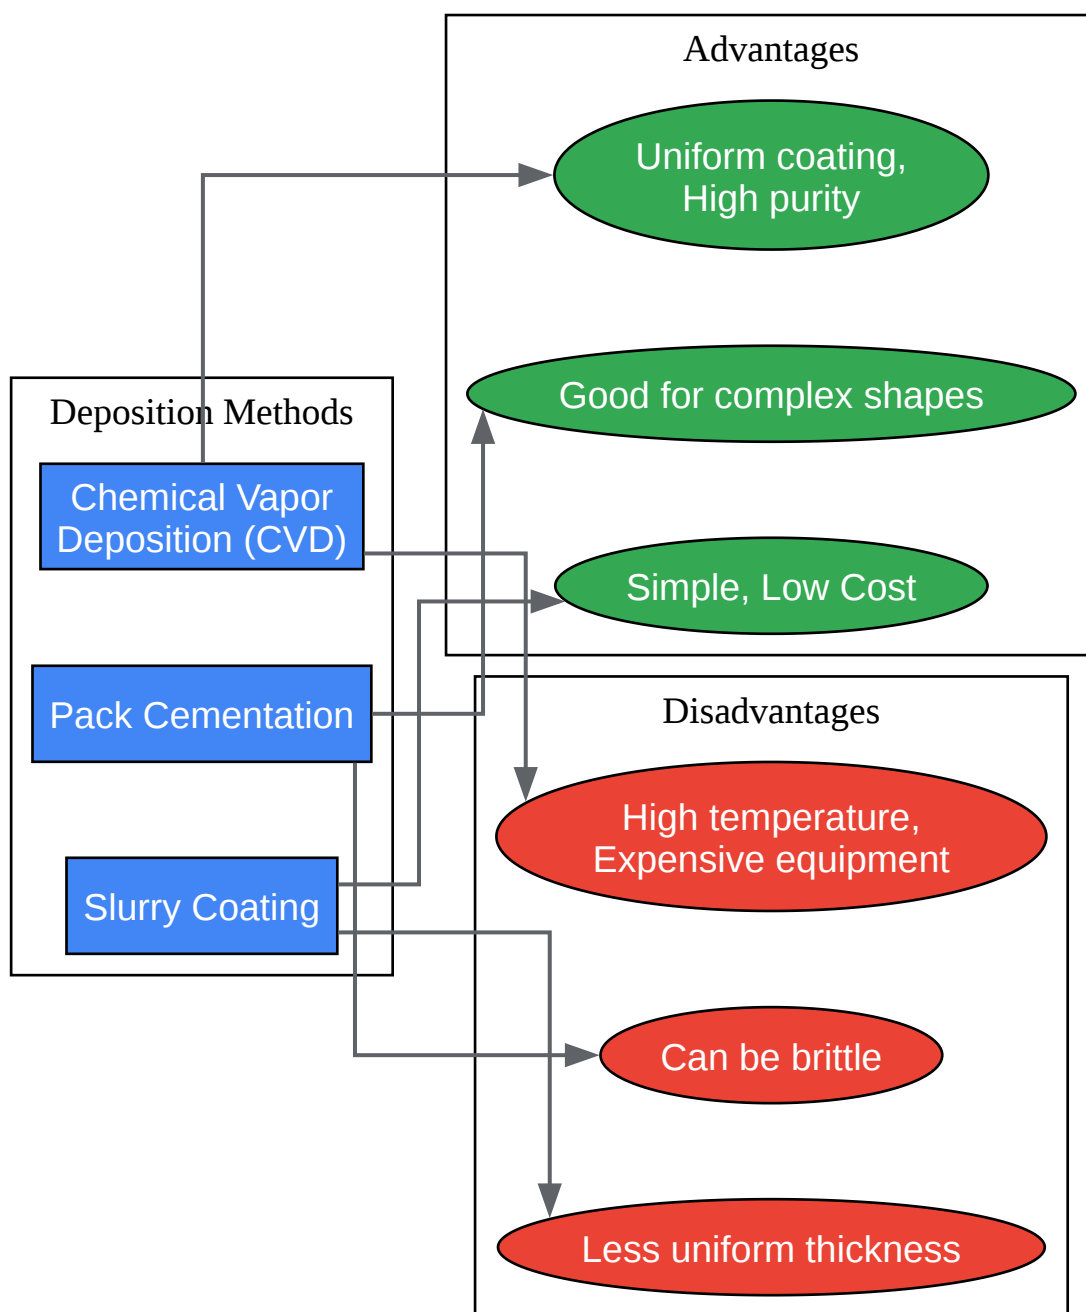 Advantages
Uniform coating,
High purity
Good for complex shapes
Simple, Low Cost
Deposition Methods
Chemical Vapor
Deposition (CVD)
Pack Cementation
Slurry Coating
Disadvantages
High temperature,
Expensive equipment
Can be brittle
Less uniform thickness